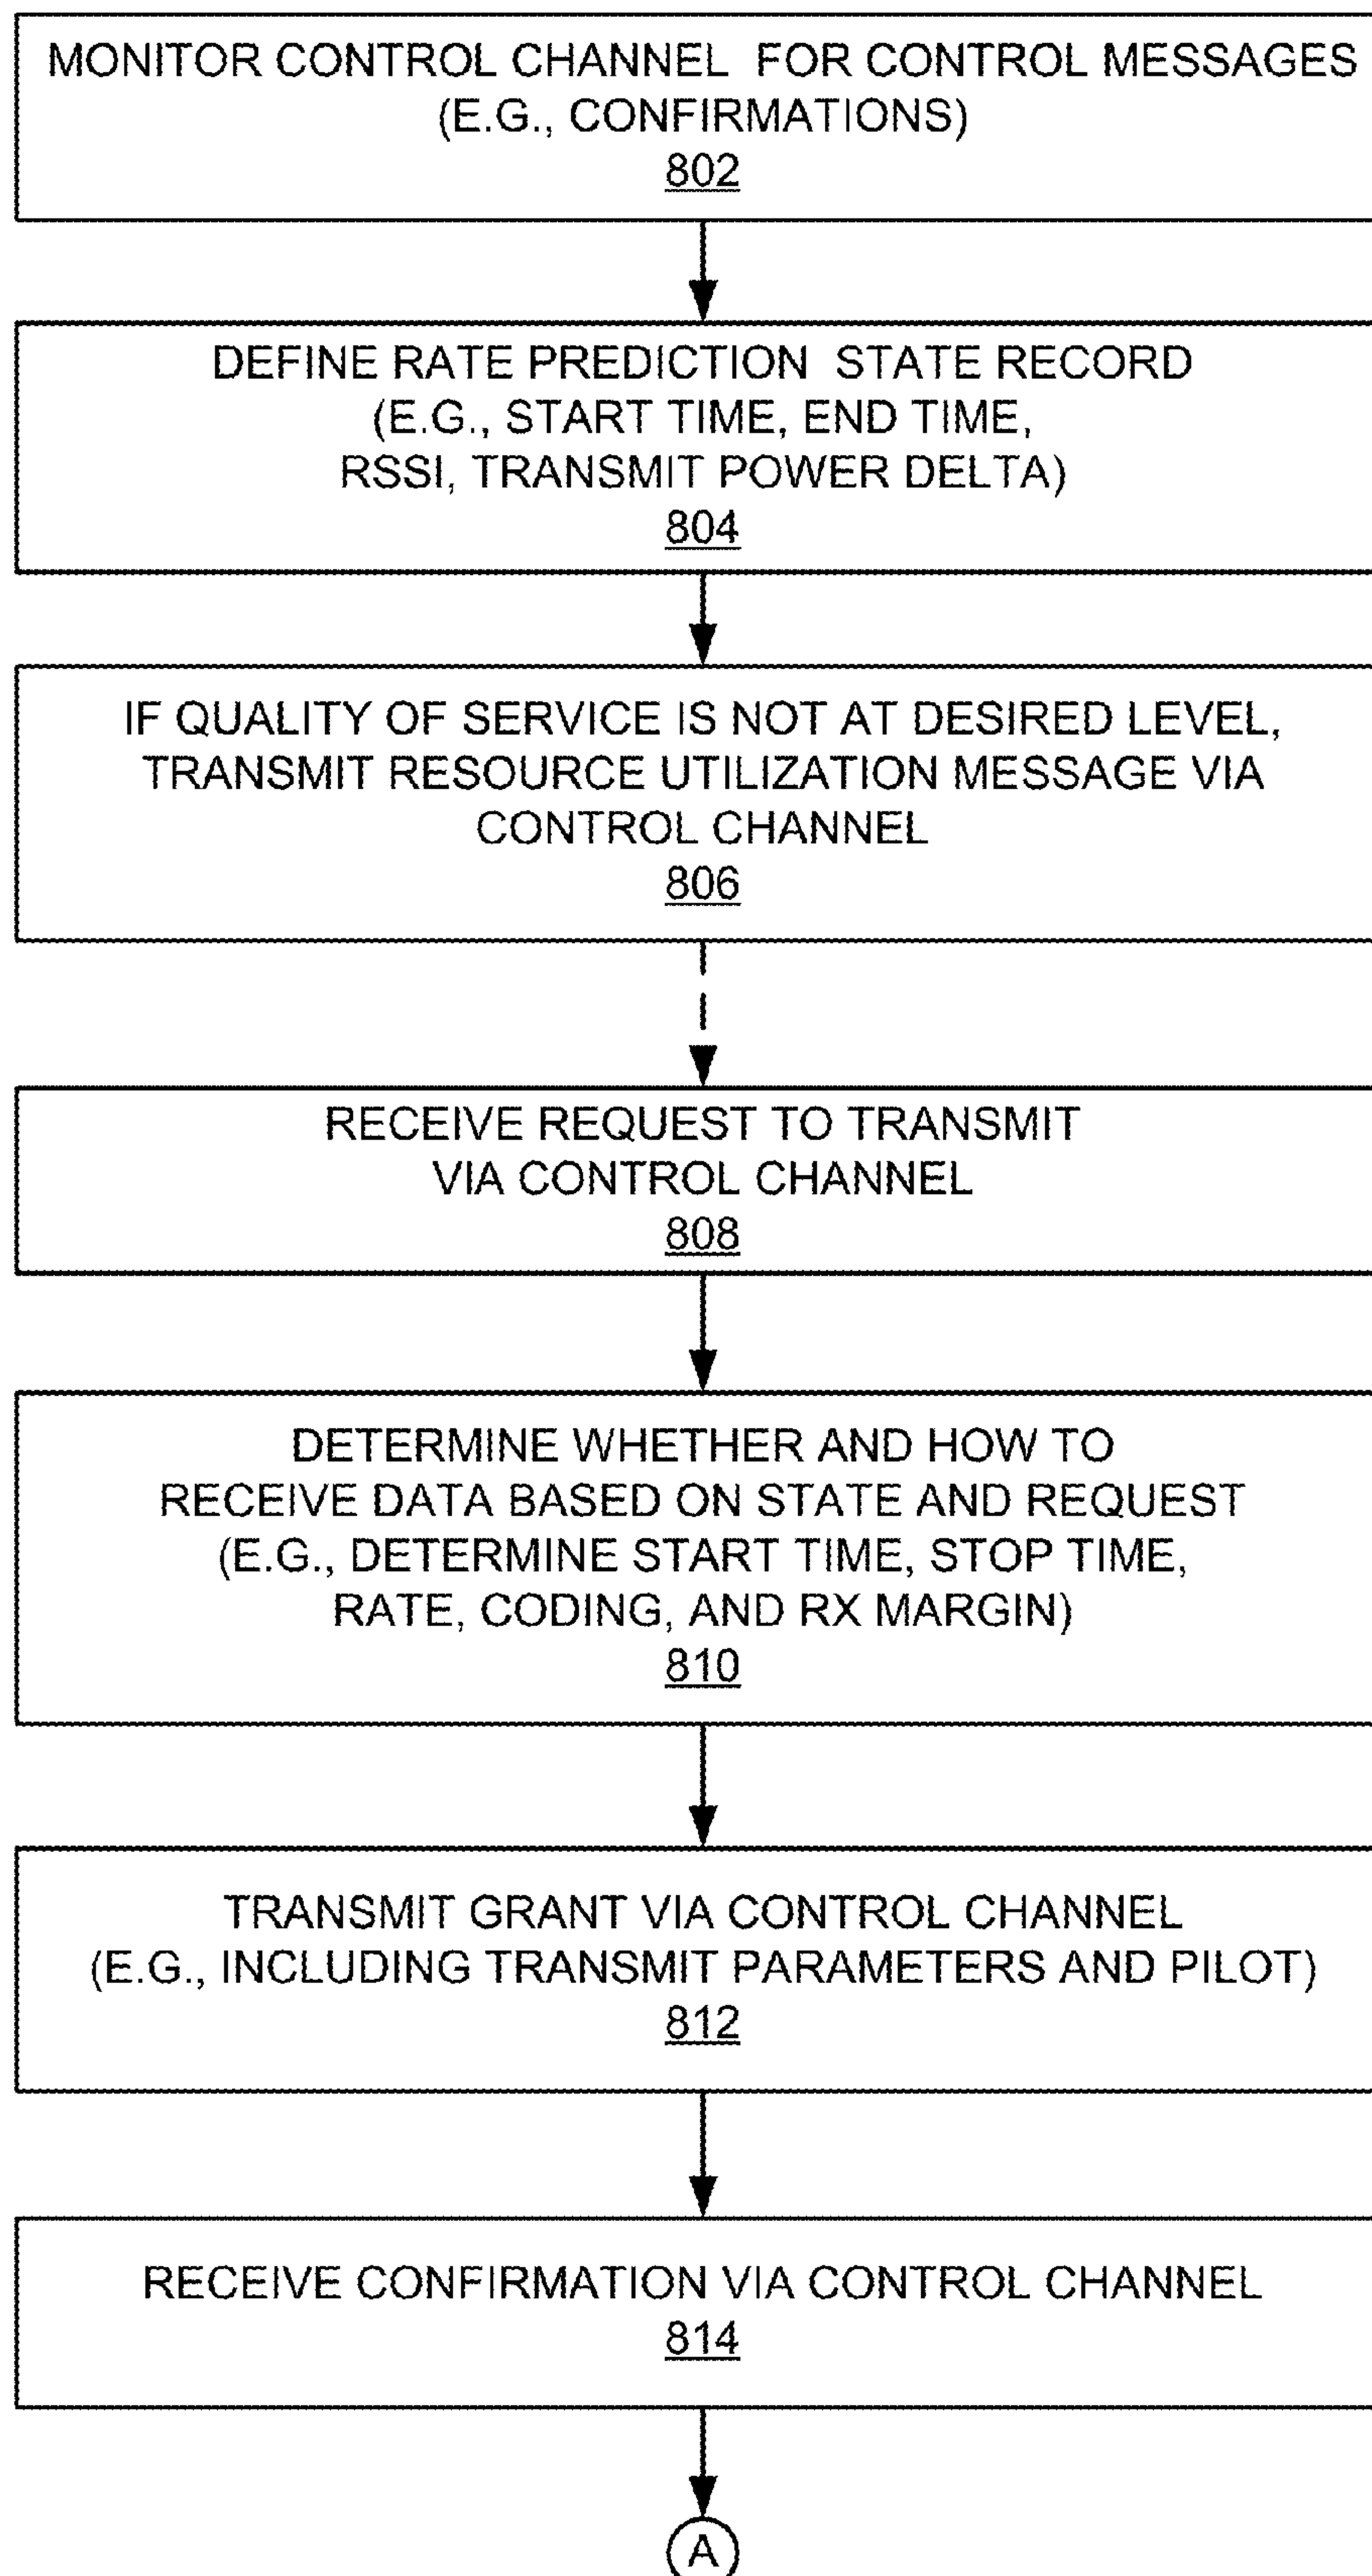 MONITOR CONTROL CHANNEL FOR CONTROL MESSAGES
(E.G., CONFIRMATIONS)
802
DEFINE RATE PREDICTION STATE RECORD
(E.G., START TIME, END TIME,
RSSI, TRANSMIT POWER DELTA)
804
IF QUALITY OF SERVICE IS NOT AT DESIRED LEVEL,
TRANSMIT RESOURCE UTILIZATION MESSAGE VIA
CONTROL CHANNEL
806
RECEIVE REQUEST TO TRANSMIT
VIA CONTROL CHANNEL
808
DETERMINE WHETHER AND HOW TO
RECEIVE DATA BASED ON STATE AND REQUEST
(E.G., DETERMINE START TIME, STOP TIME,
RATE, CODING, AND RX MARGIN)
810
TRANSMIT GRANT VIA CONTROL CHANNEL
(E.G., INCLUDING TRANSMIT PARAMETERS AND PILOT)
812
RECEIVE CONFIRMATION VIA CONTROL CHANNEL
814
A